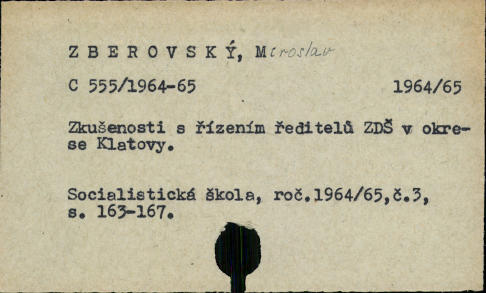 ZBEROVSKÝ, Miroslav
C 555/1964-65 1964/65
Zkušenosti s řízením ředitelů ZDŠ v okre-
se Klatovy.
Socialistická škola, roč.1964/65,č.3,
s. 163-167.